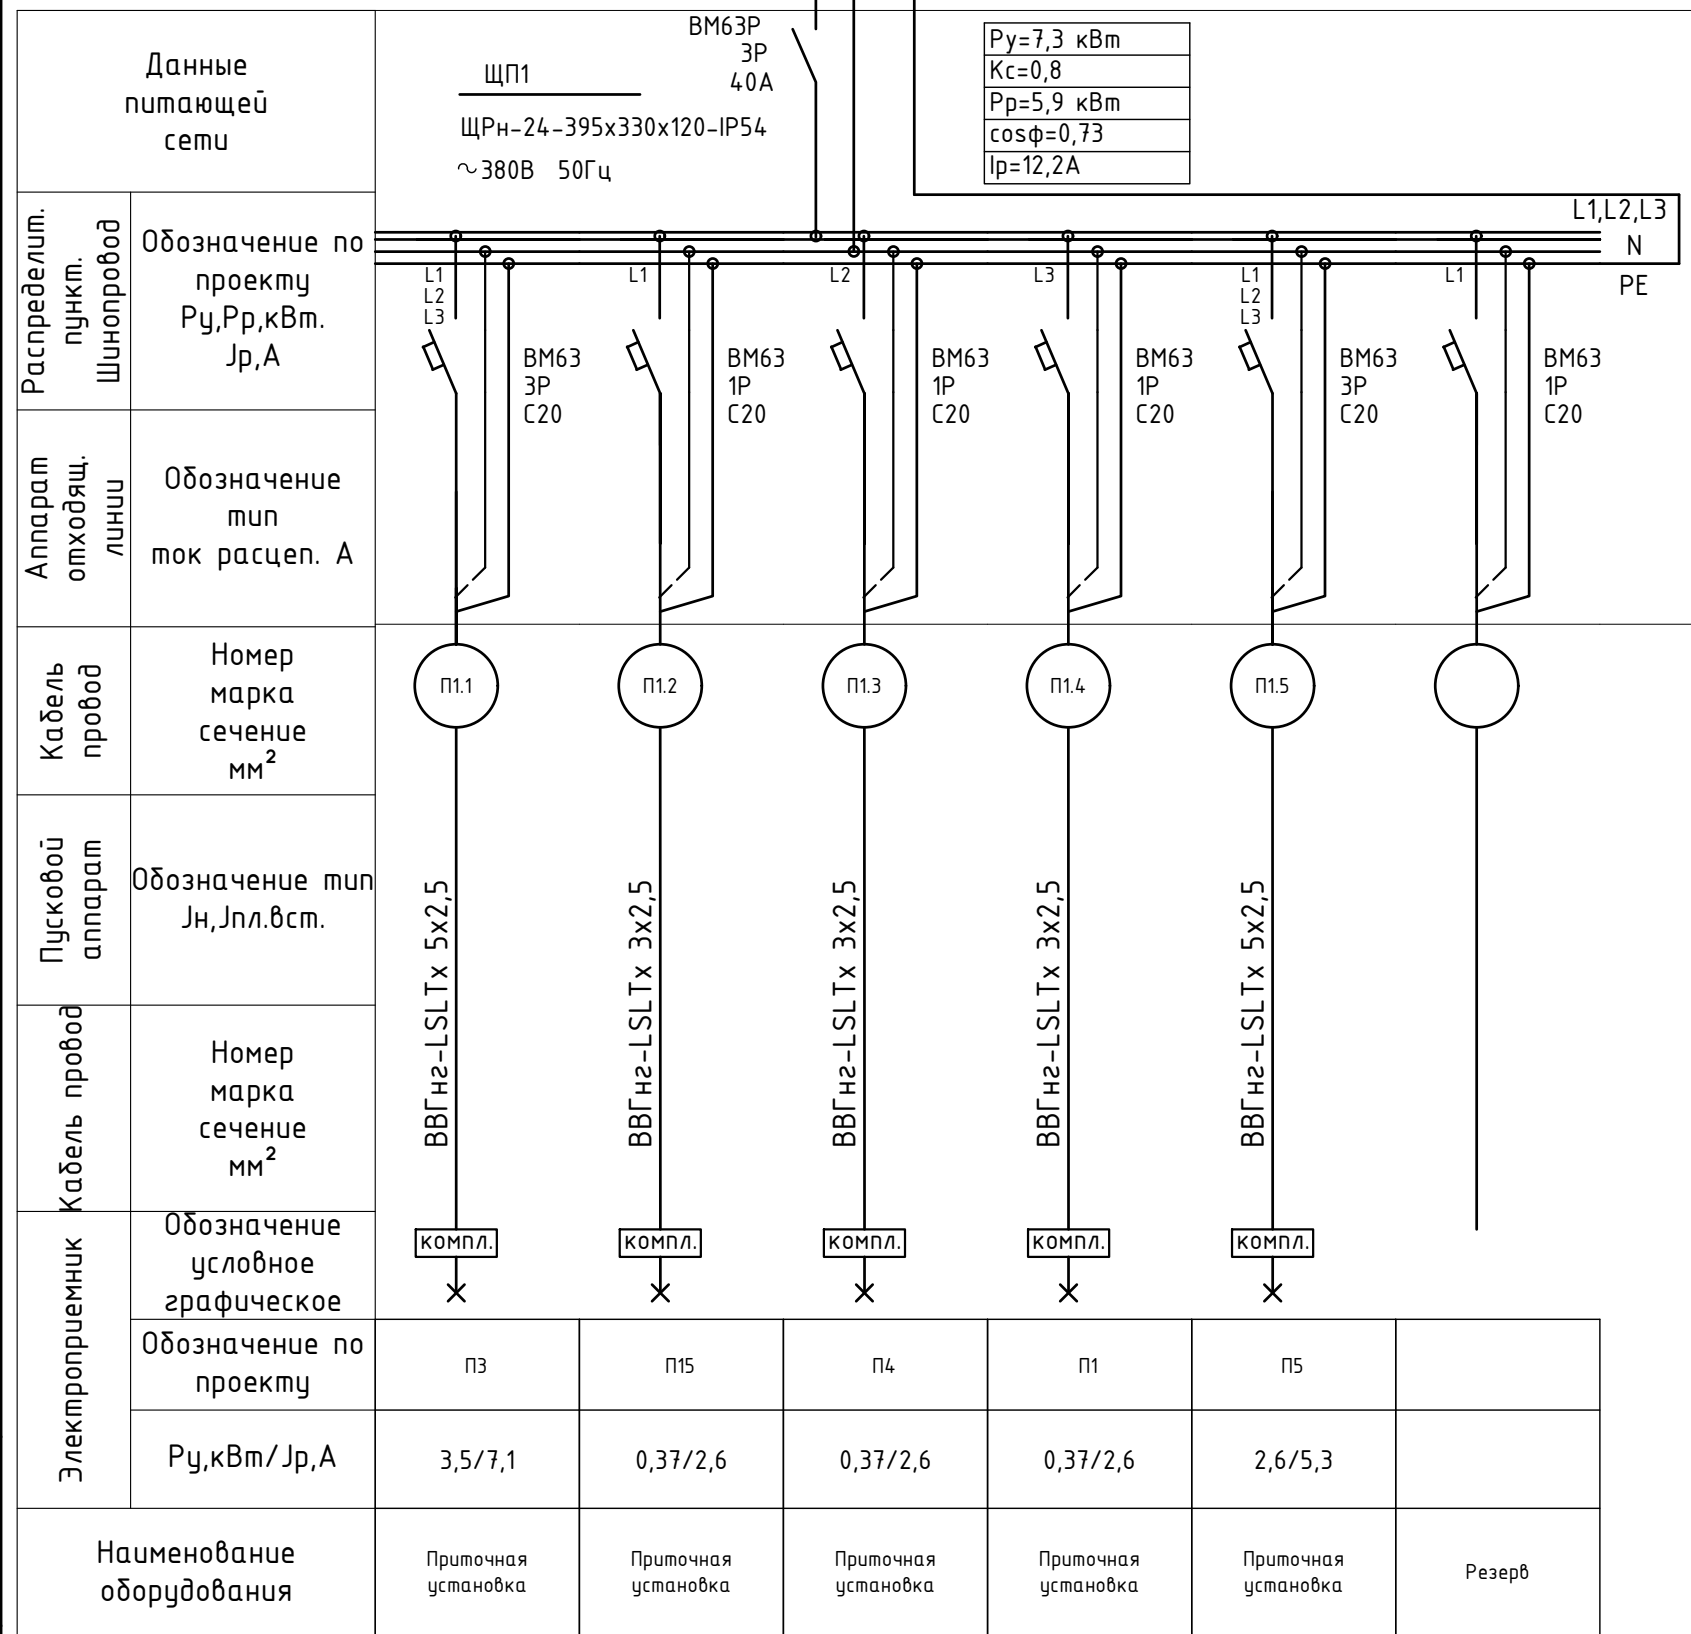 Данные
питающей
сети
ЩП1
ЩРн-24-395х330х120-IP54
~380В 50Гц
ВМ63Р
3Р
40А
Ру=7,3 кВт
Кс=0,8
Рр=5,9 кВт
cosφ=0,73
Iр=12,2А
Распределит.
пункт.
Шинопровод
Обозначение по
проекту
Ру,Рр,кВт.
Јр,А
L1,L2,L3
N
PE
L1
L2
L3
L1
L2
L3
L1
L2
L3
L1
ВМ63
3Р
С20
ВМ63
1Р
С20
ВМ63
1Р
С20
ВМ63
1Р
С20
ВМ63
3Р
С20
ВМ63
1Р
С20
Аппарат
отходящ.
линии
Обозначение
тип
ток расцеп. А
Кабель
провод
Номер
марка
сечение
мм²
П1.1
П1.2
П1.3
П1.4
П1.5
Пусковой
аппарат
Обозначение тип
Јн,Јпл.вст.
ВВГнг-LSLTx 5х2,5
ВВГнг-LSLTx 3х2,5
ВВГнг-LSLTx 3х2,5
ВВГнг-LSLTx 3х2,5
ВВГнг-LSLTx 5х2,5
Кабель провод
Номер
марка
сечение
мм²
Электроприемник
Обозначение
условное
графическое
компл.
компл.
компл.
компл.
компл.
Обозначение по
проекту
П3
П15
П4
П1
П5
Ру,кВт/Јр,А
3,5/7,1
0,37/2,6
0,37/2,6
0,37/2,6
2,6/5,3
Наименование
оборудования
Приточная
установка
Приточная
установка
Приточная
установка
Приточная
установка
Приточная
установка
Резерв